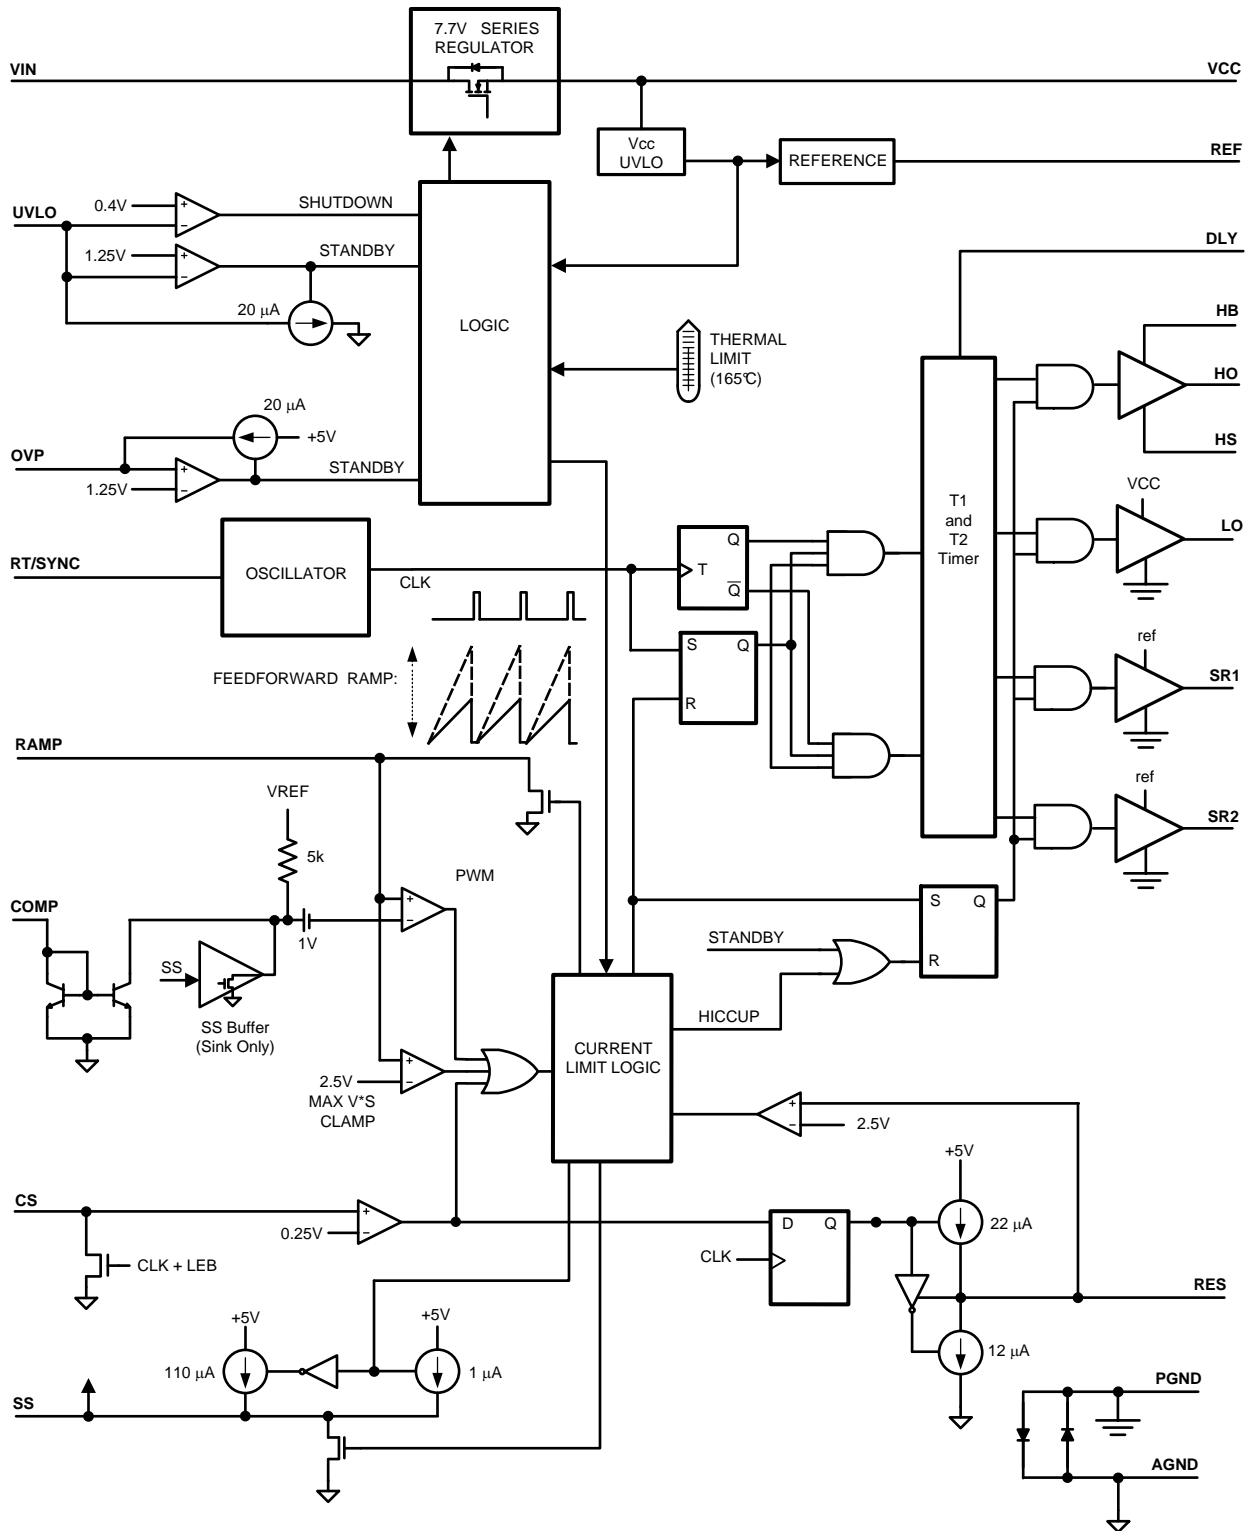 7.7V SERIES
REGULATOR
VIN
VCC
Vcc
UVLO
REFERENCE
REF
0.4V
+
−
SHUTDOWN
UVLO
1.25V
+
−
STANDBY
DLY
20 μA
LOGIC
THERMAL
LIMIT
(165°C)
HB
HO
HS
20 μA
+5V
OVP
+
−
1.25V
STANDBY
T1
and
T2
Timer
VCC
LO
RT/SYNC
OSCILLATOR
CLK
T
Q
Q
S
Q
R
FEEDFORWARD RAMP:
ref
SR1
RAMP
VREF
5k
PWM
ref
SR2
COMP
+
−
1V
SS
SS Buffer
(Sink Only)
STANDBY
S
Q
R
HICCUP
CURRENT
LIMIT LOGIC
+
−
2.5V
MAX V*S
CLAMP
+
−
2.5V
+5V
CS
+
−
0.25V
D
Q
CLK
22 μA
CLK + LEB
RES
+5V
+5V
110 μA
1 μA
12 μA
SS
PGND
AGND